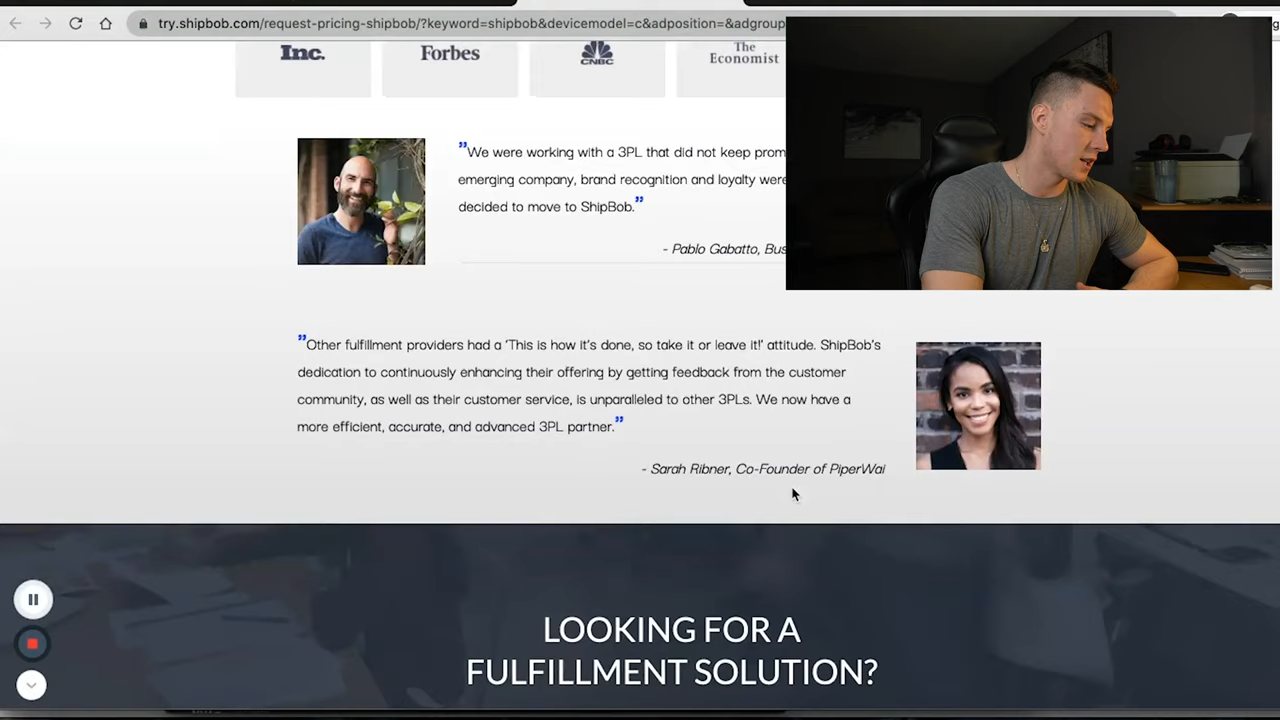 try.shipbob.com/request-pricing-shipbob/?keyword=shipbob&devicemodel=c&adposition=&adgroup
Inc.
Forbes
CNBC
The
Economist
”We were working with a 3PL that did not keep prom
emerging company, brand recognition and loyalty were
decided to move to ShipBob.”
- Pablo Gabatto, Bus
”Other fulfillment providers had a ‘This is how it’s done, so take it or leave it!’ attitude. ShipBob’s
dedication to continuously enhancing their offering by getting feedback from the customer
community, as well as their customer service, is unparalleled to other 3PLs. We now have a
more efficient, accurate, and advanced 3PL partner.”
- Sarah Ribner, Co-Founder of PiperWai
LOOKING FOR A
FULFILLMENT SOLUTION?